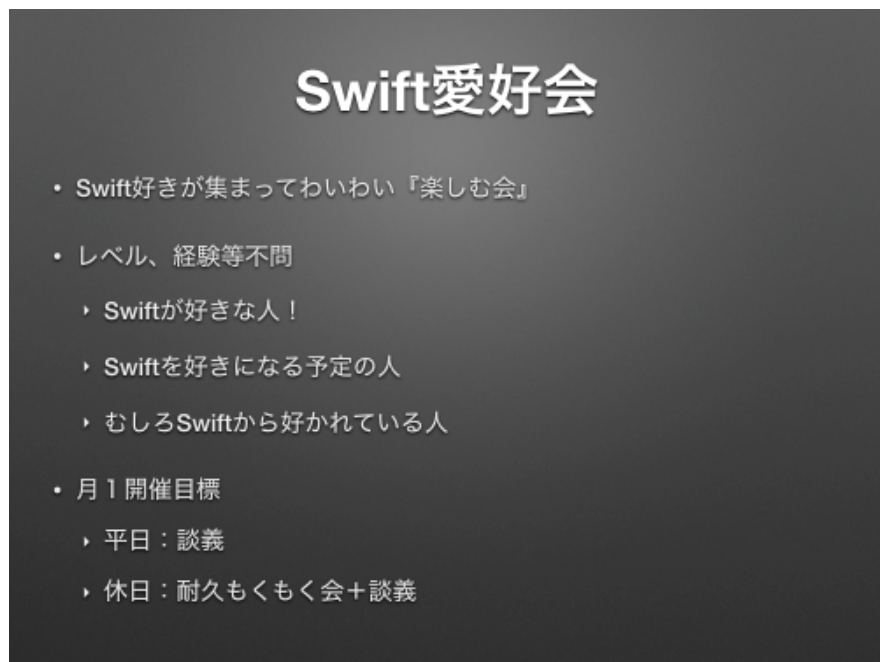 Swift愛好会
• Swift好きが集まってわいわい『楽しむ会』
• レベル、経験等不問
‣ Swiftが好きな人！
‣ Swiftを好きになる予定の人
‣ むしろSwiftから好かれている人
• 月１開催目標
‣ 平日：談義
‣ 休日：耐久もくもく会＋談義